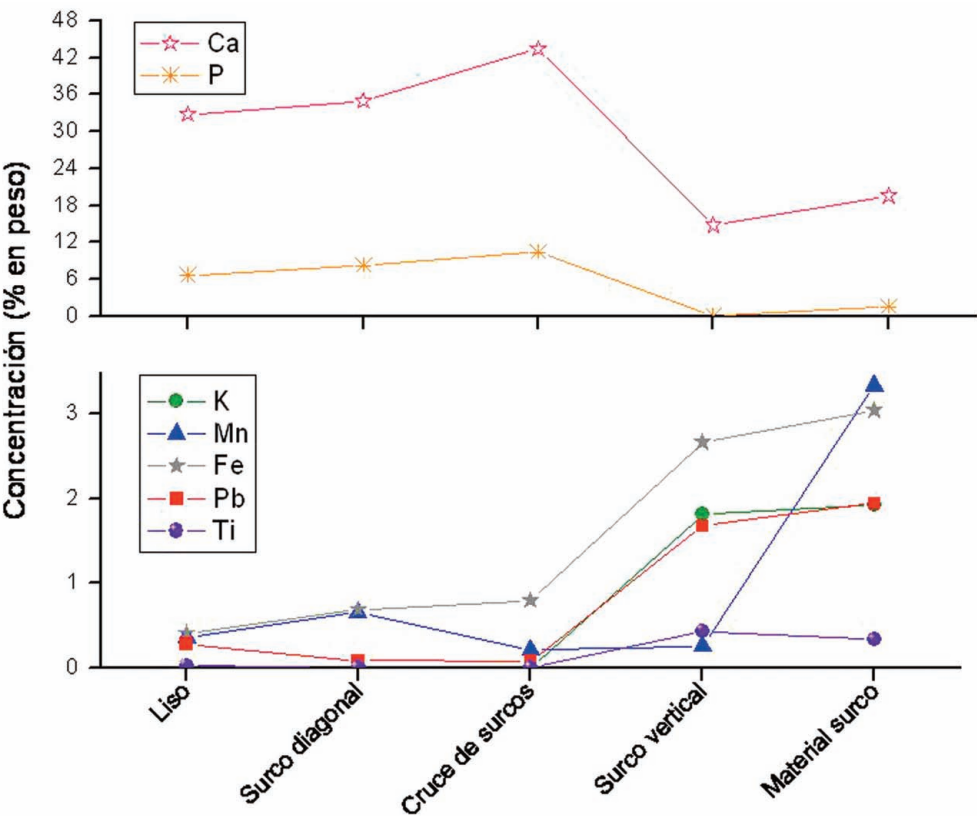 Concentración (% en peso)
48
42
36
30
24
18
12
6
0
Ca
P
3
2
1
0
K
Mn
Fe
Pb
Ti
Liso
Surco diagonal
Cruce de surcos
Surco vertical
Material surco